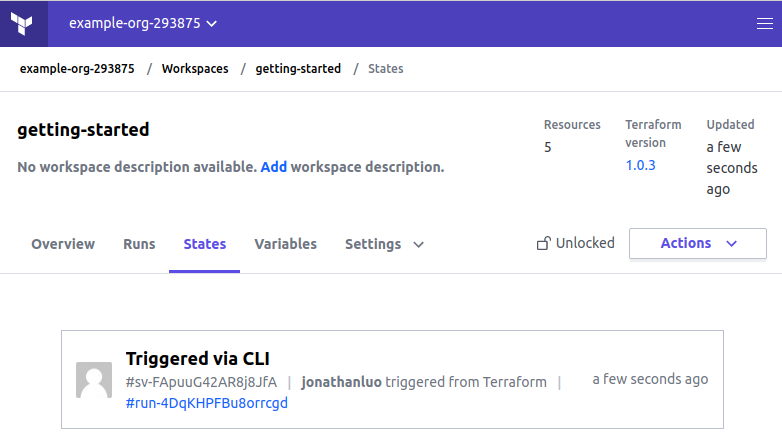 example-org-293875
example-org-293875 / Workspaces / getting-started / States
getting-started
No workspace description available. Add workspace description.
Resources
5
Terraform
version
1.0.3
Updated
a few
seconds
ago
Overview Runs States Variables Settings
Unlocked
Actions
Triggered via CLI
#sv-FApuuG42AR8j8JfA | jonathanluo triggered from Terraform |
#run-4DqKHPFBu8orrcgd
a few seconds ago